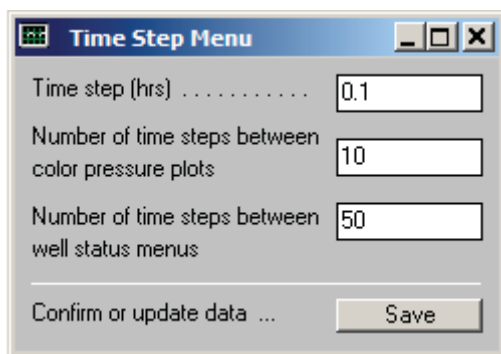 Time Step Menu
Time step (hrs) . . . . . . . . . . . 0.1
Number of time steps between
color pressure plots
10
Number of time steps between
well status menus
50
Confirm or update data ... Save